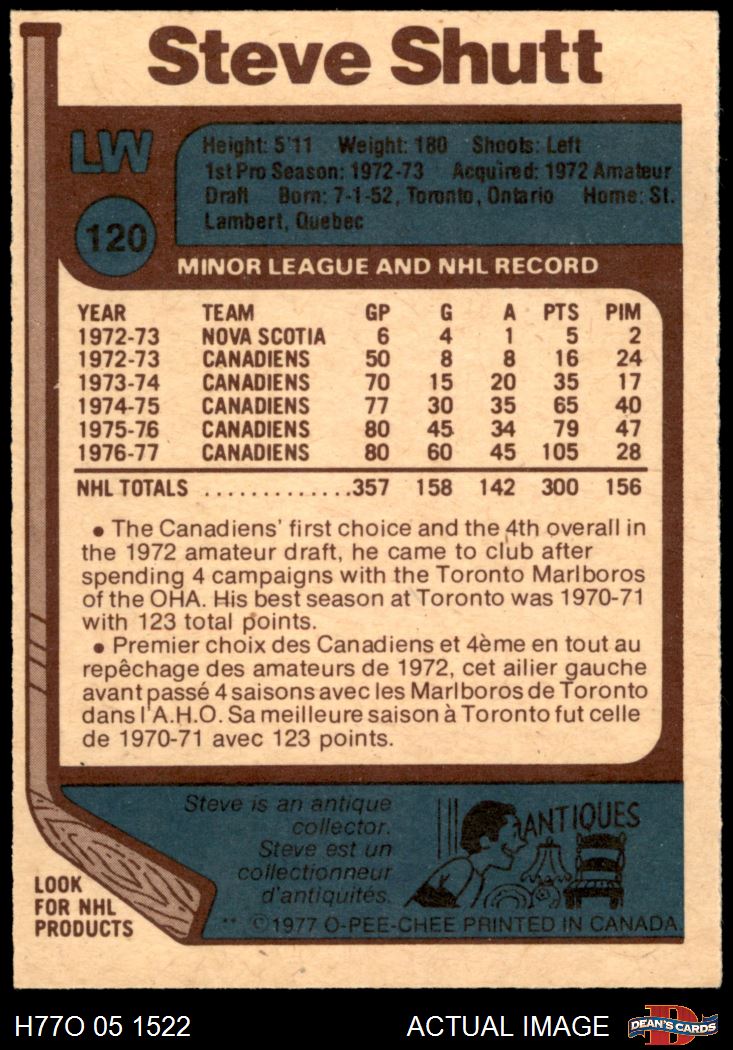 Steve Shutt
LW
Height: 5'11 Weight: 180 Shoots: Left
1st Pro Season: 1972-73 Acquired: 1972 Amateur
Draft Born: 7-1-52, Toronto, Ontario Home: St.
Lambert, Quebec
120
MINOR LEAGUE AND NHL RECORD
YEAR TEAM GP G A PTS PIM
1972-73 NOVA SCOTIA 6 4 1 5 2
1972-73 CANADIENS 50 8 8 16 24
1973-74 CANADIENS 70 15 20 35 17
1974-75 CANADIENS 77 30 35 65 40
1975-76 CANADIENS 80 45 34 79 47
1976-77 CANADIENS 80 60 45 105 28
NHL TOTALS .............357 158 142 300 156
• The Canadiens' first choice and the 4th overall in
the 1972 amateur draft, he came to club after
spending 4 campaigns with the Toronto Marlboros
of the OHA. His best season at Toronto was 1970-71
with 123 total points.
• Premier choix des Canadiens et 4ème en tout au
repêchage des amateurs de 1972, cet ailier gauche
avant passé 4 saisons avec les Marlboros de Toronto
dans l'A.H.O. Sa meilleure saison à Toronto fut celle
de 1970-71 avec 123 points.
Steve is an antique
collector.
Steve est un
collectionneur
d'antiquités.
ANTIQUES
LOOK
FOR NHL
PRODUCTS
** ©1977 O-PEE-CHEE PRINTED IN CANADA
H77O 05 1522 ACTUAL IMAGE D DEAN'S CARDS